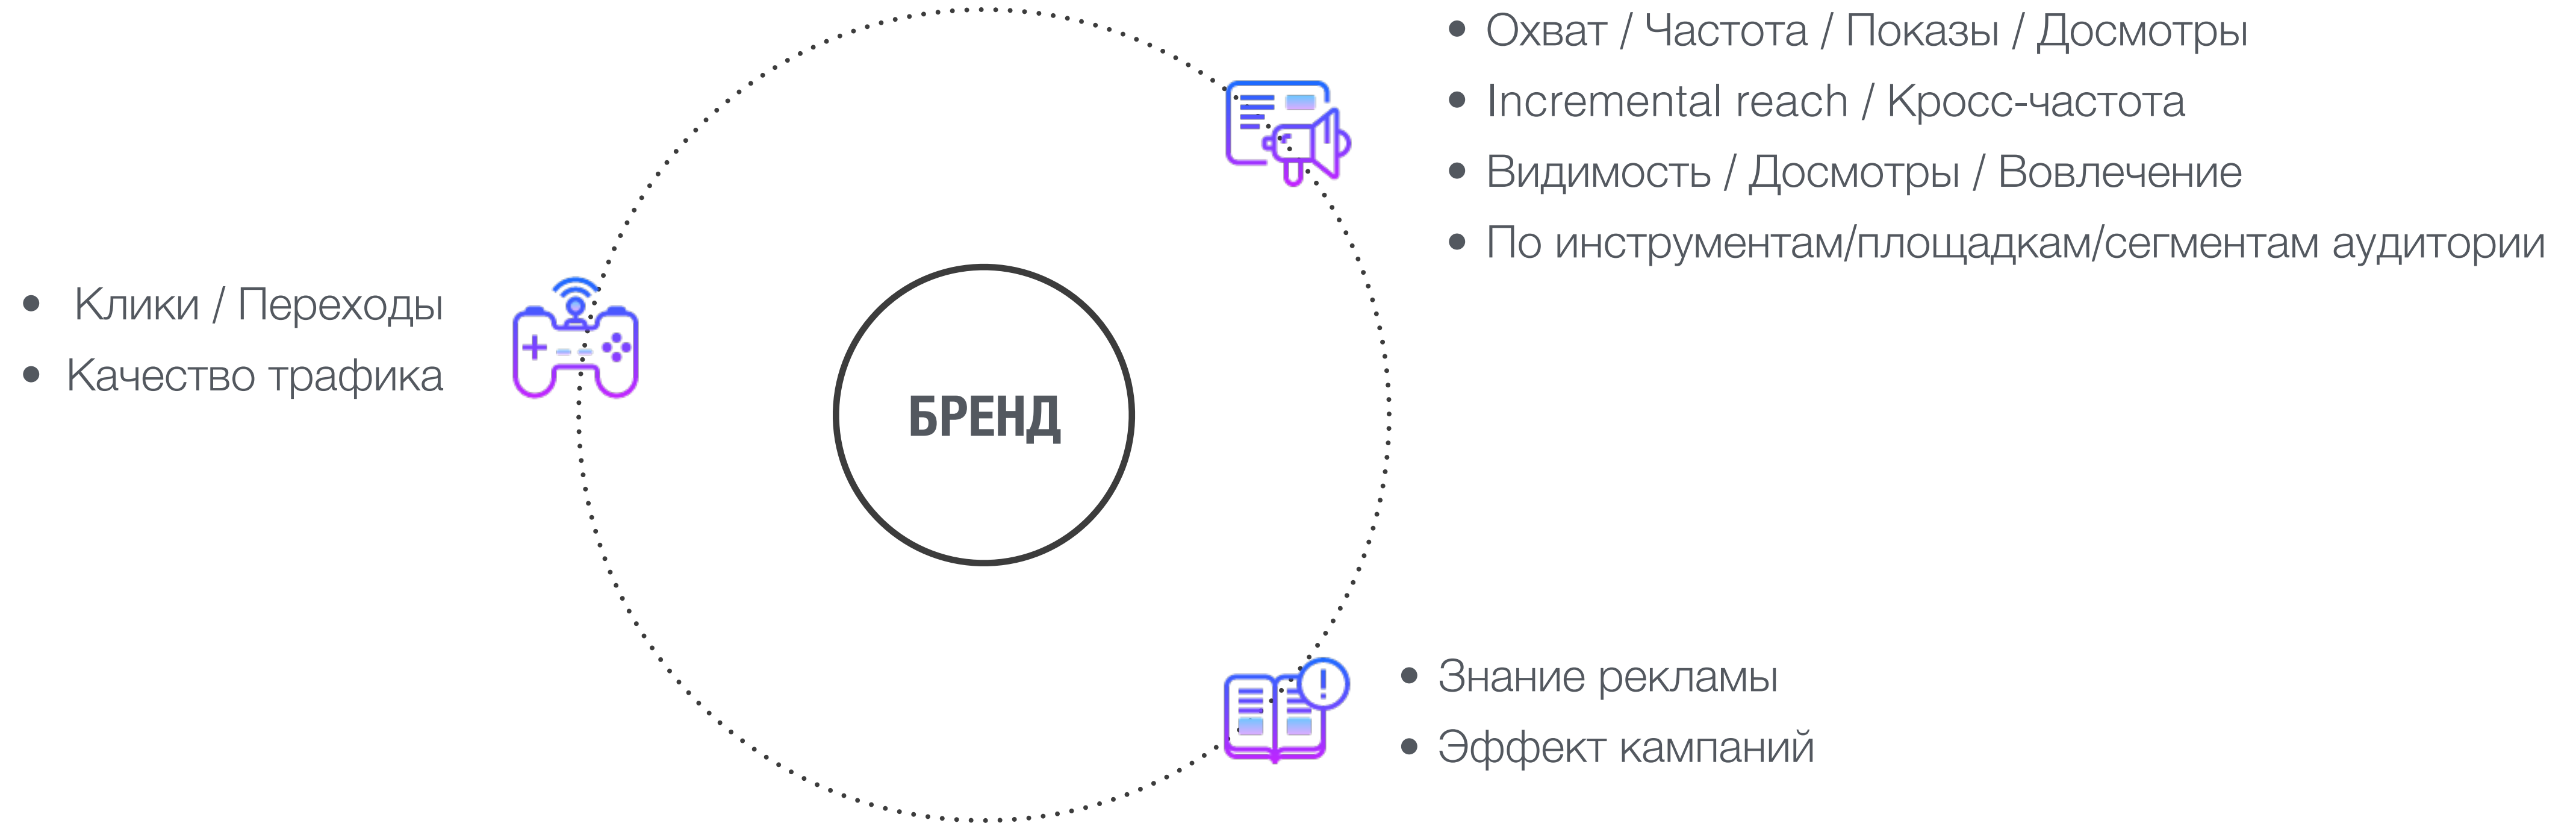 • Охват / Частота / Показы / Досмотры
• Incremental reach / Кросс-частота
• Видимость / Досмотры / Вовлечение
• По инструментам/площадкам/сегментам аудитории
• Клики / Переходы
• Качество трафика
БРЕНД
• Знание рекламы
• Эффект кампаний